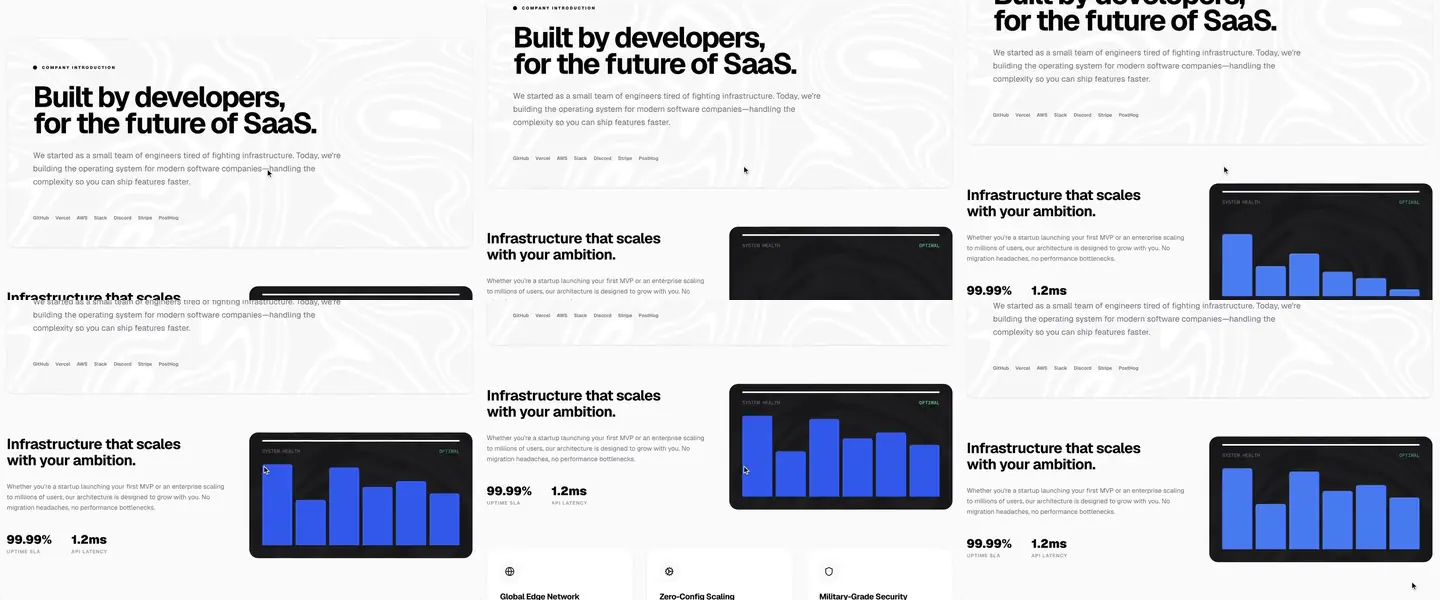 COMPANY INTRODUCTION
Built by developers,
for the future of SaaS.
We started as a small team of engineers tired of fighting infrastructure. Today, we're
building the operating system for modern software companies—handling the
complexity so you can ship features faster.
GitHub Vercel AWS Slack Discord Stripe PostHog
Infrastructure that scales
COMPANY INTRODUCTION
Built by developers,
for the future of SaaS.
We started as a small team of engineers tired of fighting infrastructure. Today, we're
building the operating system for modern software companies—handling the
complexity so you can ship features faster.
GitHub Vercel AWS Slack Discord Stripe PostHog
Infrastructure that scales
with your ambition.
Whether you're a startup launching your first MVP or an enterprise scaling
to millions of users, our architecture is designed to grow with you. No
SYSTEM HEALTH OPTIMAL
Built by developers,
for the future of SaaS.
We started as a small team of engineers tired of fighting infrastructure. Today, we're
building the operating system for modern software companies—handling the
complexity so you can ship features faster.
GitHub Vercel AWS Slack Discord Stripe PostHog
Infrastructure that scales
with your ambition.
Whether you're a startup launching your first MVP or an enterprise scaling
to millions of users, our architecture is designed to grow with you. No
migration headaches, no performance bottlenecks.
99.99% 1.2ms
SYSTEM HEALTH OPTIMAL
We started as a small team of engineers tired of fighting infrastructure. Today, we're
building the operating system for modern software companies—handling the
complexity so you can ship features faster.
GitHub Vercel AWS Slack Discord Stripe PostHog
Infrastructure that scales
with your ambition.
Whether you're a startup launching your first MVP or an enterprise scaling
to millions of users, our architecture is designed to grow with you. No
migration headaches, no performance bottlenecks.
99.99% 1.2ms
UPTIME SLA API LATENCY
SYSTEM HEALTH OPTIMAL
GitHub Vercel AWS Slack Discord Stripe PostHog
Infrastructure that scales
with your ambition.
Whether you're a startup launching your first MVP or an enterprise scaling
to millions of users, our architecture is designed to grow with you. No
migration headaches, no performance bottlenecks.
99.99% 1.2ms
UPTIME SLA API LATENCY
SYSTEM HEALTH OPTIMAL
Global Edge Network Zero-Config Scaling Military-Grade Security
We started as a small team of engineers tired of fighting infrastructure. Today, we're
building the operating system for modern software companies—handling the
complexity so you can ship features faster.
GitHub Vercel AWS Slack Discord Stripe PostHog
Infrastructure that scales
with your ambition.
Whether you're a startup launching your first MVP or an enterprise scaling
to millions of users, our architecture is designed to grow with you. No
migration headaches, no performance bottlenecks.
99.99% 1.2ms
UPTIME SLA API LATENCY
SYSTEM HEALTH OPTIMAL